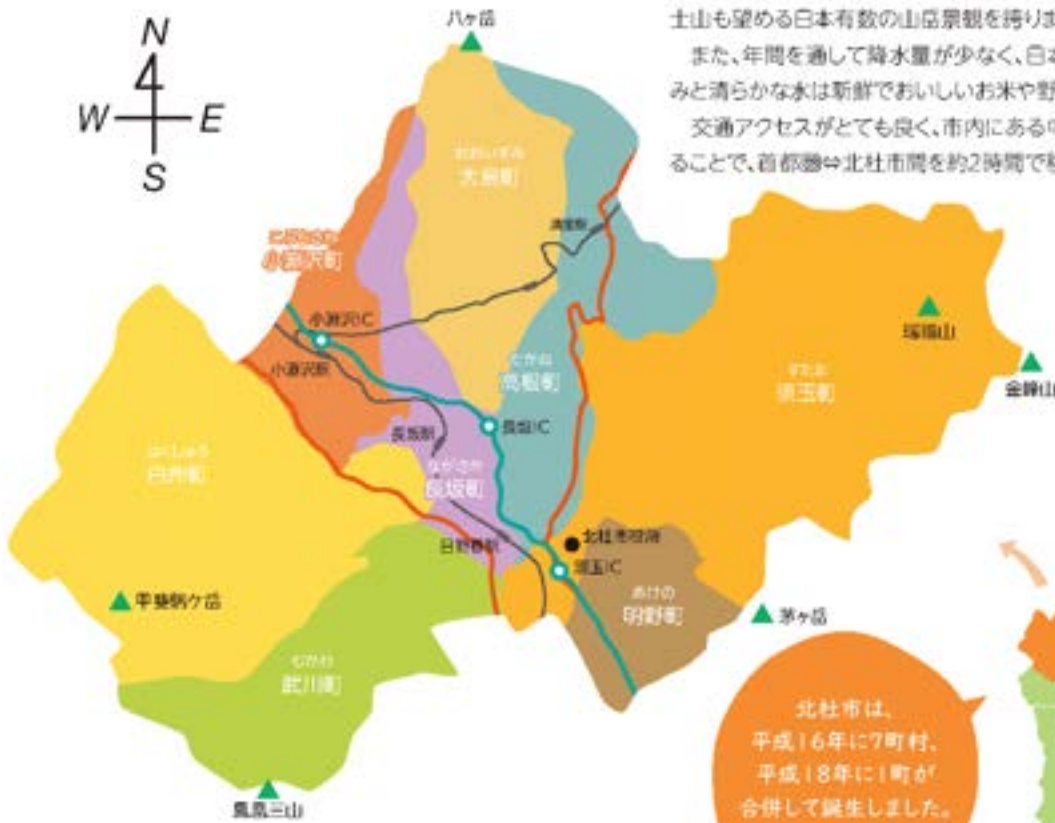 八ヶ岳
士山も望める日本有数の山岳景観を誇りま
また、年間を通して降水量が少なく、日本
みと清らかな水は新鮮でおいしいお米や野
交通アクセスがとても良く、市内にある中
ることで、首都圏⇔北杜市間を約2時間で移
N
W
E
S
おおいずみ
大泉町
清里駅
こぶちさわ
小淵沢町
小淵沢IC
小淵沢駅
瑞牆山
金峰山
たかね
高根町
すたま
須玉町
長坂駅
長坂IC
はくしゅう
白州町
ながさか
長坂町
日野春駅
北杜市役所
須玉IC
甲斐駒ケ岳
あけの
明野町
茅ヶ岳
むかわ
武川町
鳳凰三山
北杜市は、
平成16年に7町村、
平成18年に1町が
合併して誕生しました。